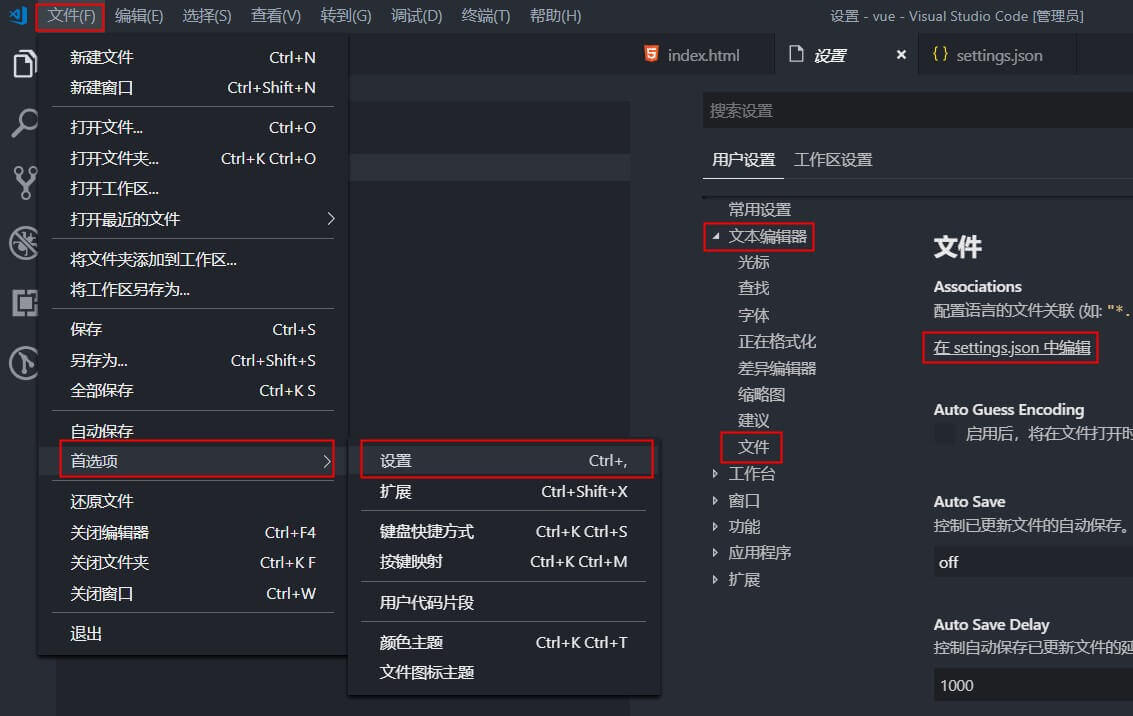 文件(F) 编辑(E) 选择(S) 查看(V) 转到(G) 调试(D) 终端(T) 帮助(H) 设置 - vue - Visual Studio Code [管理员]
新建文件 Ctrl+N
新建窗口 Ctrl+Shift+N
打开文件... Ctrl+O
打开文件夹... Ctrl+K Ctrl+O
打开工作区...
打开最近的文件
将文件夹添加到工作区...
将工作区另存为...
保存 Ctrl+S
另存为... Ctrl+Shift+S
全部保存 Ctrl+K S
自动保存
首选项
还原文件
关闭编辑器 Ctrl+F4
关闭文件夹 Ctrl+K F
关闭窗口 Ctrl+W
退出
设置 Ctrl+,
扩展 Ctrl+Shift+X
键盘快捷方式 Ctrl+K Ctrl+S
按键映射 Ctrl+K Ctrl+M
用户代码片段
颜色主题 Ctrl+K Ctrl+T
文件图标主题
index.html 设置 settings.json
搜索设置
用户设置 工作区设置
常用设置
文本编辑器
光标
查找
字体
正在格式化
差异编辑器
缩略图
建议
文件
工作台
窗口
功能
应用程序
扩展
文件
Associations
配置语言的文件关联 (如: "*.
在 settings.json 中编辑
Auto Guess Encoding
启用后，将在文件打开时
Auto Save
控制已更新文件的自动保存。
off
Auto Save Delay
控制自动保存已更新文件的延
1000